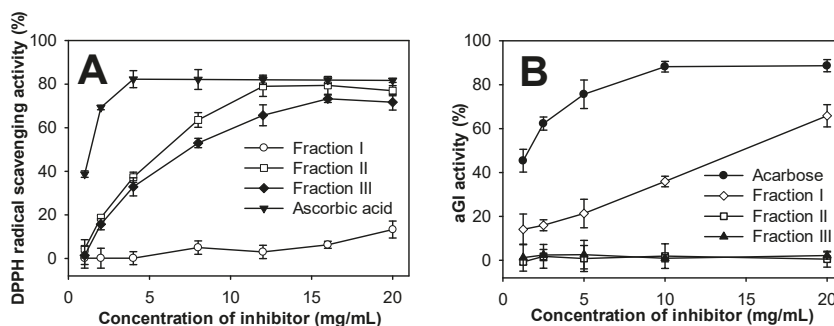 DPPH radical scavenging activity (%)
100
80
60
40
20
0
A
Fraction I
Fraction II
Fraction III
Ascorbic acid
0
5
10
15
20
Concentration of inhibitor (mg/mL)
aGI activity (%)
100
80
60
40
20
0
B
Acarbose
Fraction I
Fraction II
Fraction III
0
5
10
15
20
Concentration of inhibitor (mg/mL)